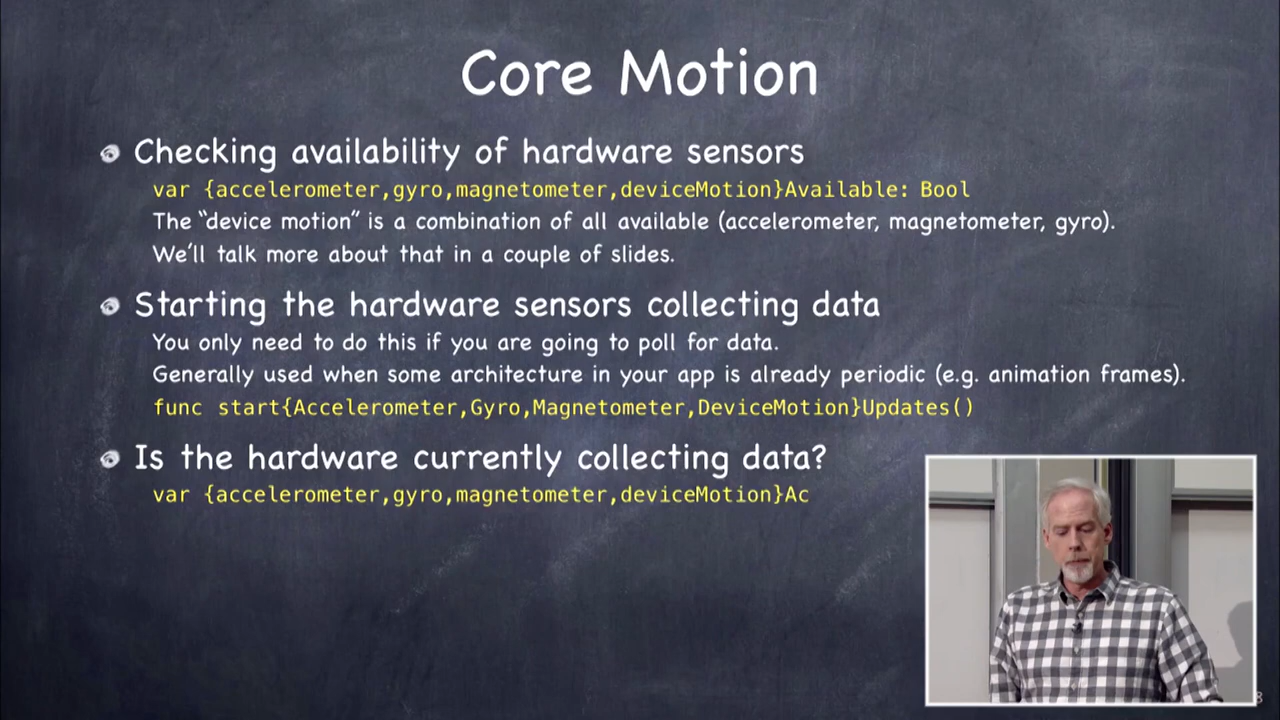 Core Motion
Checking availability of hardware sensors
var {accelerometer,gyro,magnetometer,deviceMotion}Available: Bool
The “device motion” is a combination of all available (accelerometer, magnetometer, gyro).
We’ll talk more about that in a couple of slides.
Starting the hardware sensors collecting data
You only need to do this if you are going to poll for data.
Generally used when some architecture in your app is already periodic (e.g. animation frames).
func start{Accelerometer,Gyro,Magnetometer,DeviceMotion}Updates()
Is the hardware currently collecting data?
var {accelerometer,gyro,magnetometer,deviceMotion}Ac